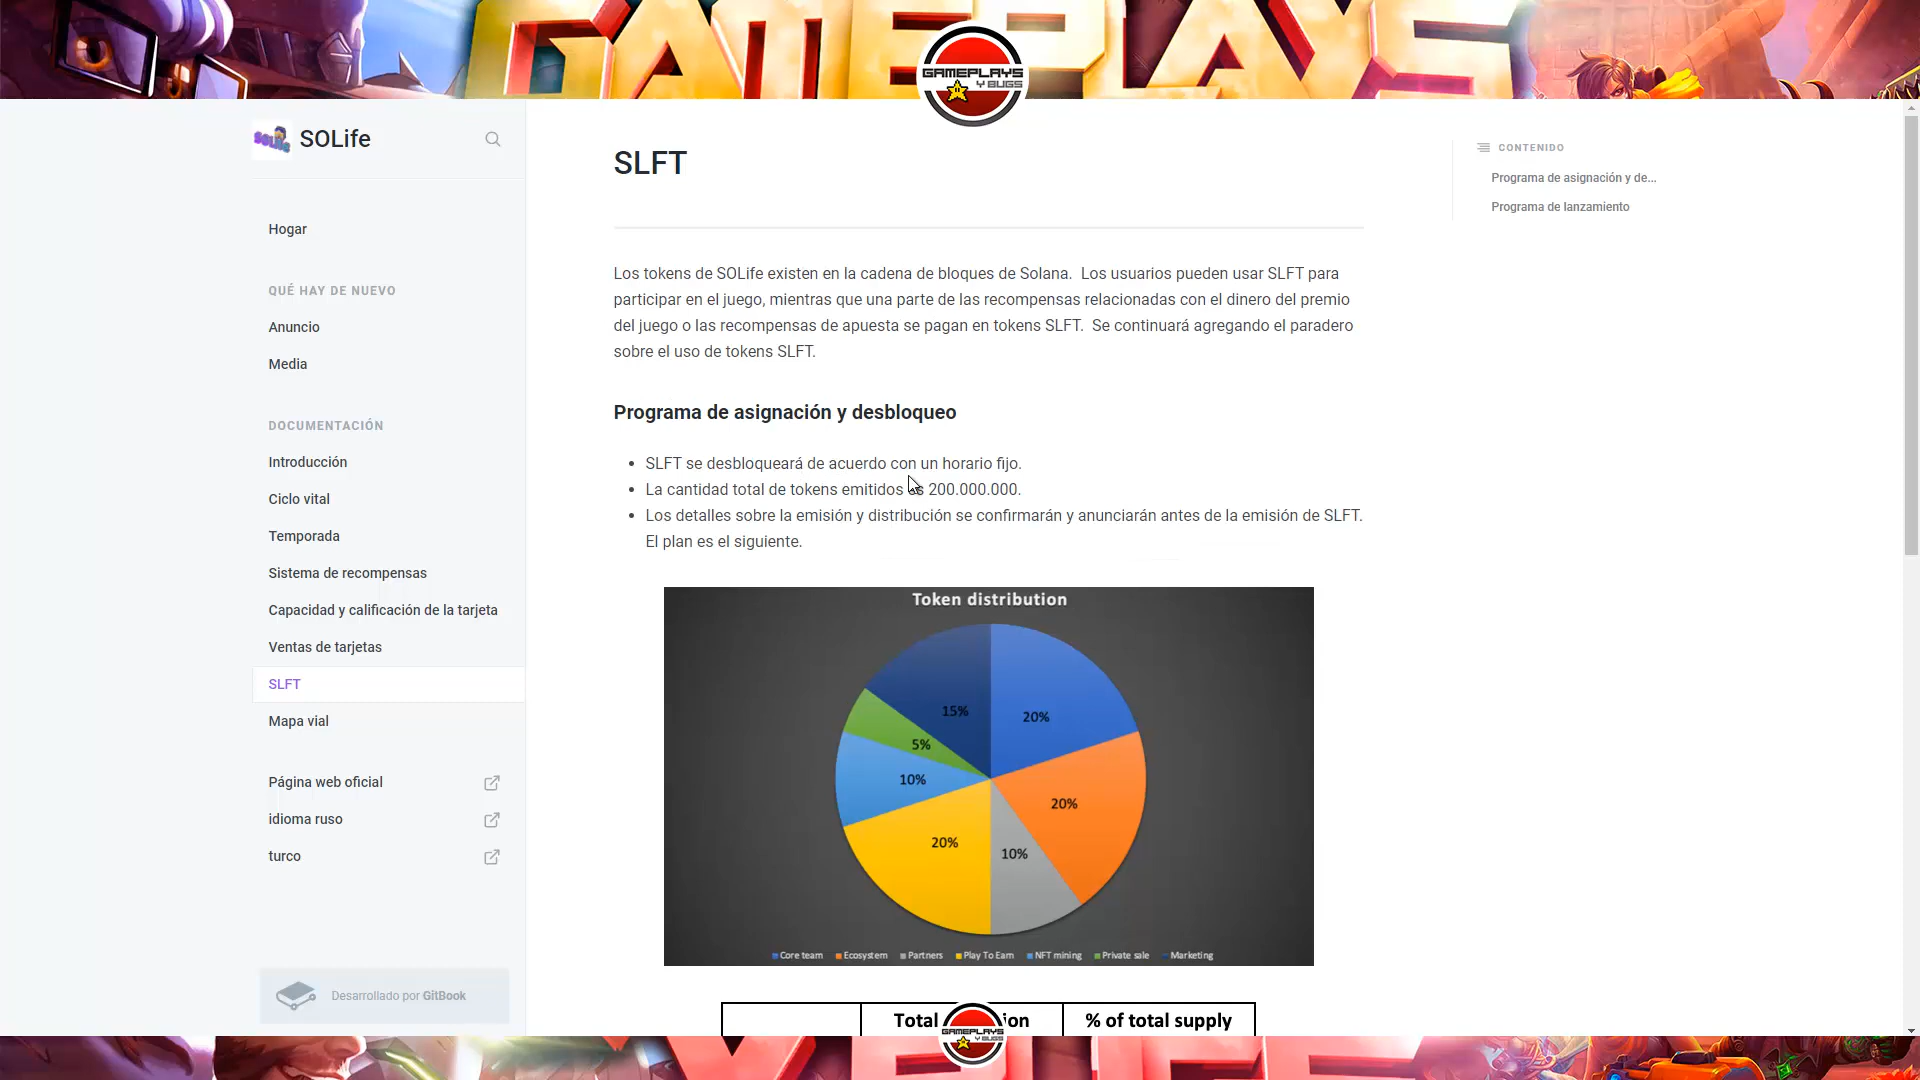 GAMEPLAYS
GAMEPLAYS
Y BUGS
SOLife
SOLife
Hogar
QUÉ HAY DE NUEVO
Anuncio
Media
DOCUMENTACIÓN
Introducción
Ciclo vital
Temporada
Sistema de recompensas
Capacidad y calificación de la tarjeta
Ventas de tarjetas
SLFT
Mapa vial
Página web oficial
idioma ruso
turco
Desarrollado por GitBook
SLFT
Los tokens de SOLife existen en la cadena de bloques de Solana. Los usuarios pueden usar SLFT para
participar en el juego, mientras que una parte de las recompensas relacionadas con el dinero del premio
del juego o las recompensas de apuesta se pagan en tokens SLFT. Se continuará agregando el paradero
sobre el uso de tokens SLFT.
Programa de asignación y desbloqueo
• SLFT se desbloqueará de acuerdo con un horario fijo.
• La cantidad total de tokens emitidos es 200.000.000.
• Los detalles sobre la emisión y distribución se confirmarán y anunciarán antes de la emisión de SLFT.
El plan es el siguiente.
Token distribution
15%
20%
5%
10%
20%
20%
10%
Core team Ecosystem Partners Play To Earn NFT mining Private sale Marketing
Total
% of total supply
GAMEPLAYS
Y BUGS
CONTENIDO
Programa de asignación y de...
Programa de lanzamiento